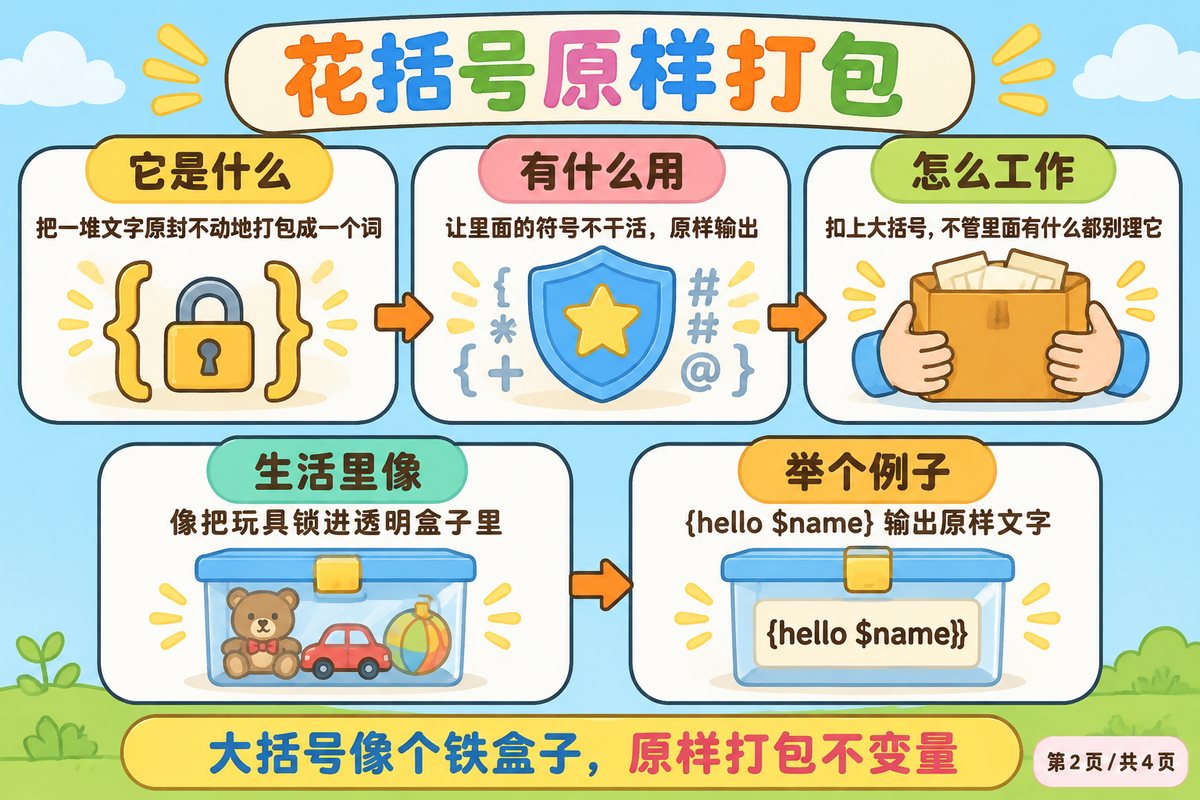 花括号原样打包
它是什么
把一堆文字原封不动地打包成一个词
{ }
有什么用
让里面的符号不干活，原样输出
{ #
* #
{ + @ }
怎么工作
扣上大括号，不管里面有什么都别理它
生活里像
像把玩具锁进透明盒子里
举个例子
{hello $name} 输出原样文字
{hello $name}}
大括号像个铁盒子，原样打包不变量
第2页/共4页